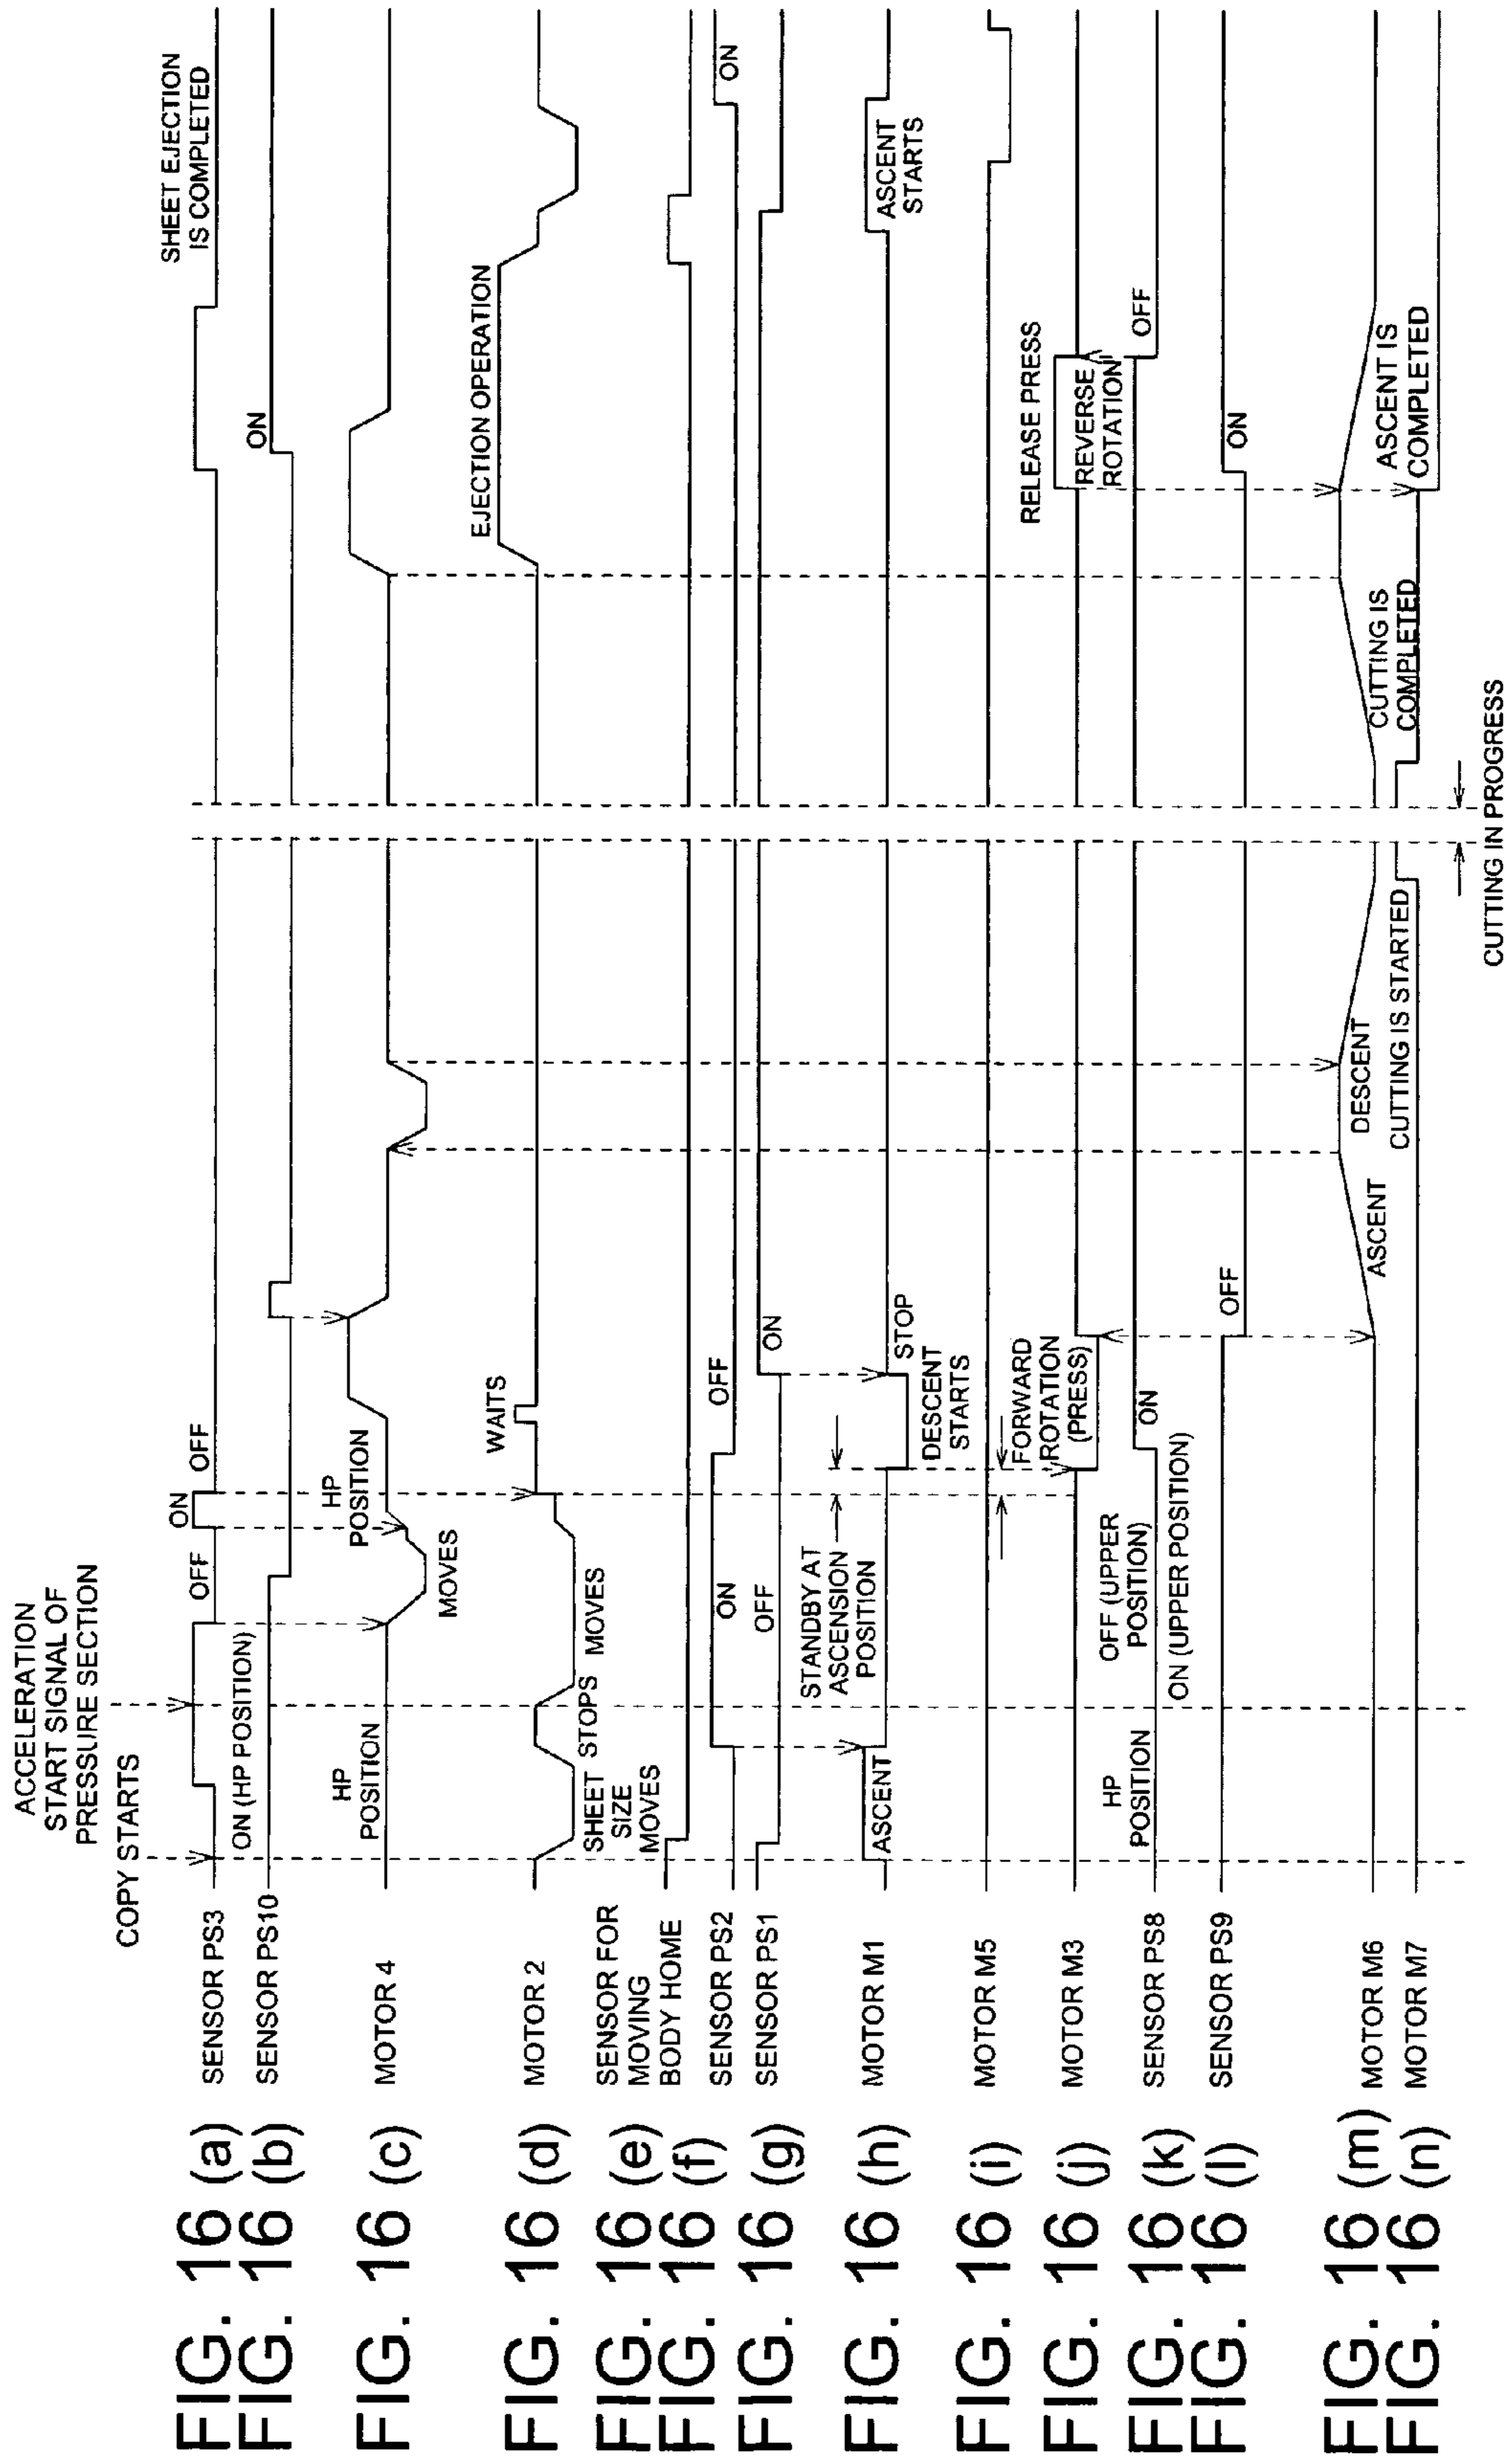 ACCELERATION
START SIGNAL OF
PRESSURE SECTION
COPY STARTS
FIG. 16 (a) SENSOR PS3
OFF
ON
OFF
SHEET EJECTION
IS COMPLETED
FIG. 16 (b) SENSOR PS10
ON (HP POSITION)
ON
FIG. 16 (c) MOTOR 4
HP
POSITION
MOVES
HP
POSITION
FIG. 16 (d) MOTOR 2
SHEET
SIZE
MOVES
STOPS
MOVES
WAITS
EJECTION OPERATION
FIG. 16 (e) SENSOR FOR
MOVING
BODY HOME
FIG. 16 (f) SENSOR PS2
ON
OFF
ON
FIG. 16 (g) SENSOR PS1
OFF
ON
FIG. 16 (h) MOTOR M1
ASCENT
STANDBY AT
ASCENSION
POSITION
DESCENT
STARTS
STOP
ASCENT
STARTS
FIG. 16 (i) MOTOR M5
FIG. 16 (j) MOTOR M3
FORWARD
ROTATION
(PRESS)
RELEASE PRESS
REVERSE
ROTATION
FIG. 16 (k) SENSOR PS8
HP
POSITION
OFF (UPPER
POSITION)
ON
OFF
FIG. 16 (l) SENSOR PS9
ON (UPPER POSITION)
OFF
ON
FIG. 16 (m) MOTOR M6
ASCENT
DESCENT
CUTTING IS
COMPLETED
ASCENT IS
COMPLETED
FIG. 16 (n) MOTOR M7
CUTTING IS STARTED
CUTTING IN PROGRESS